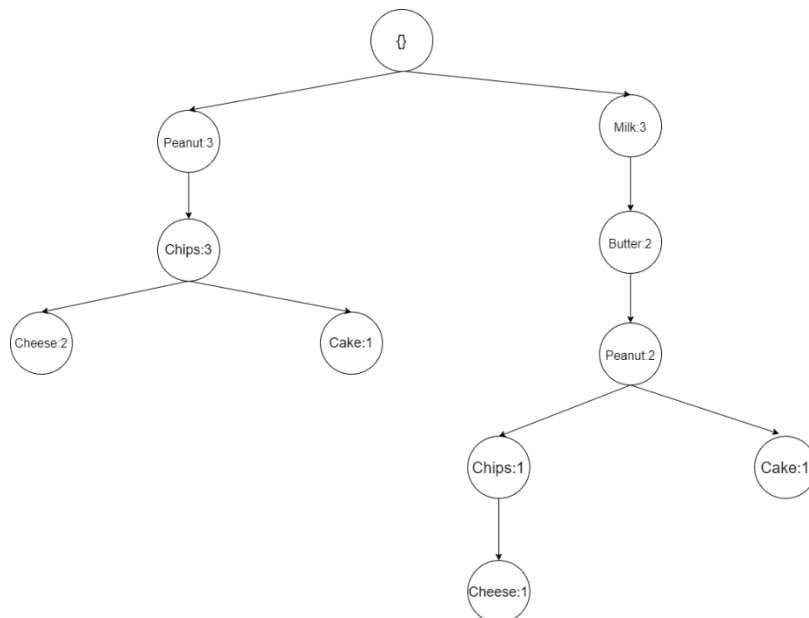 {}
Peanut:3
Milk:3
Chips:3
Butter:2
Cheese:2
Cake:1
Peanut:2
Chips:1
Cake:1
Cheese:1